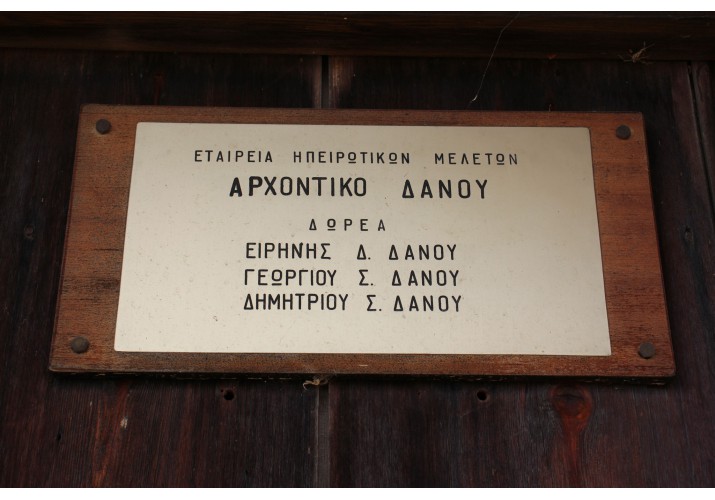 ΕΤΑΙΡΕΙΑ ΗΠΕΙΡΩΤΙΚΩΝ ΜΕΛΕΤΩΝ
ΑΡΧΟΝΤΙΚΟ ΔΑΝΟΥ
ΔΩΡΕΑ
ΕΙΡΗΝΗΣ Δ. ΔΑΝΟΥ
ΓΕΩΡΓΙΟΥ Σ. ΔΑΝΟΥ
ΔΗΜΗΤΡΙΟΥ Σ. ΔΑΝΟΥ